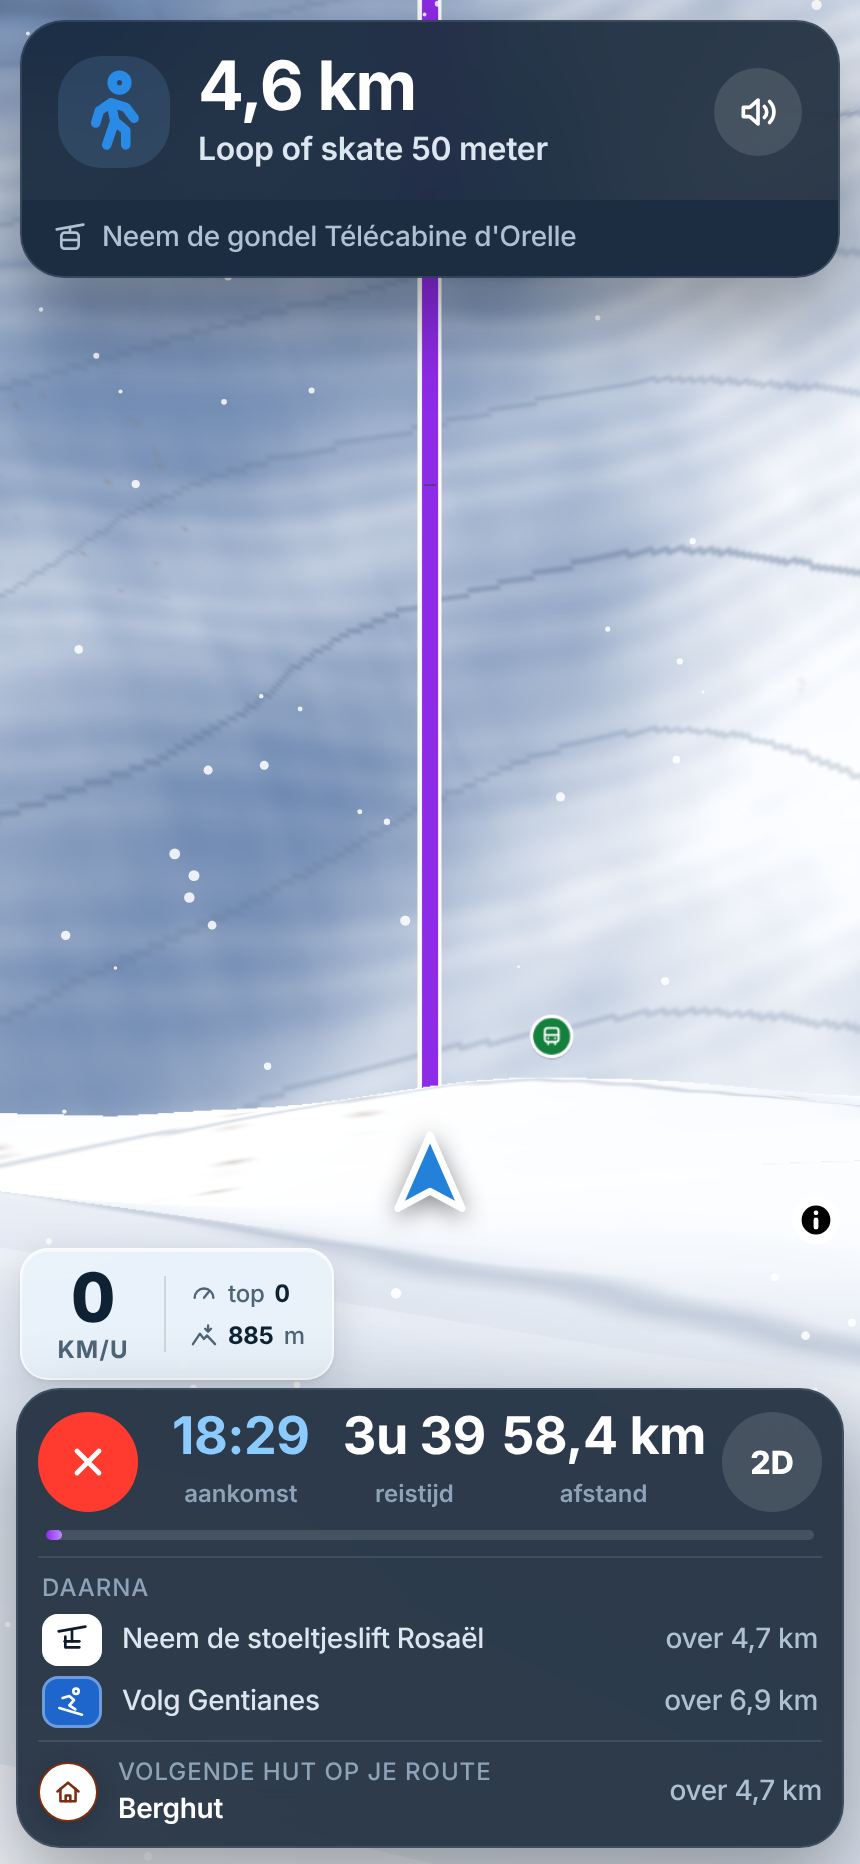 4,6 km
Loop of skate 50 meter
Neem de gondel Télécabine d'Orelle
0
KM/U
top 0
885 m
18:29
aankomst
3u 39
reistijd
58,4 km
afstand
2D
DAARNA
Neem de stoeltjeslift Rosaël over 4,7 km
Volg Gentianes over 6,9 km
VOLGENDE HUT OP JE ROUTE
Berghut over 4,7 km